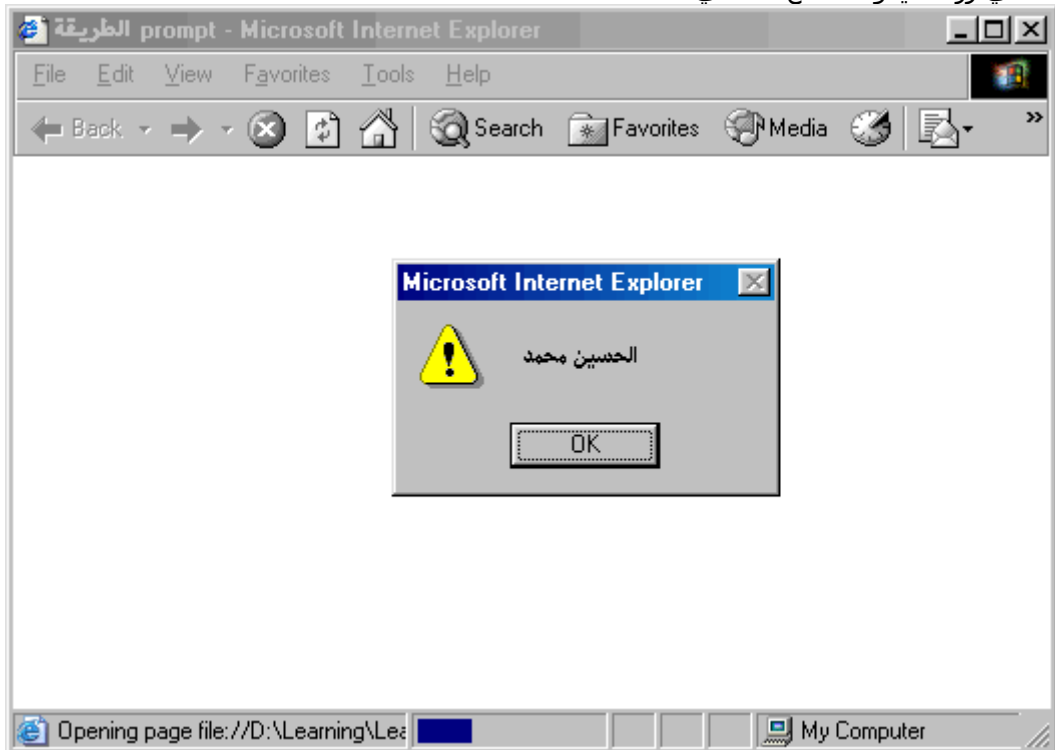 الطريقة prompt - Microsoft Internet Explorer
File Edit View Favorites Tools Help
Back Search Favorites Media »
Microsoft Internet Explorer
الحسين محمد
OK
Opening page file://D:\Learning\Lea My Computer